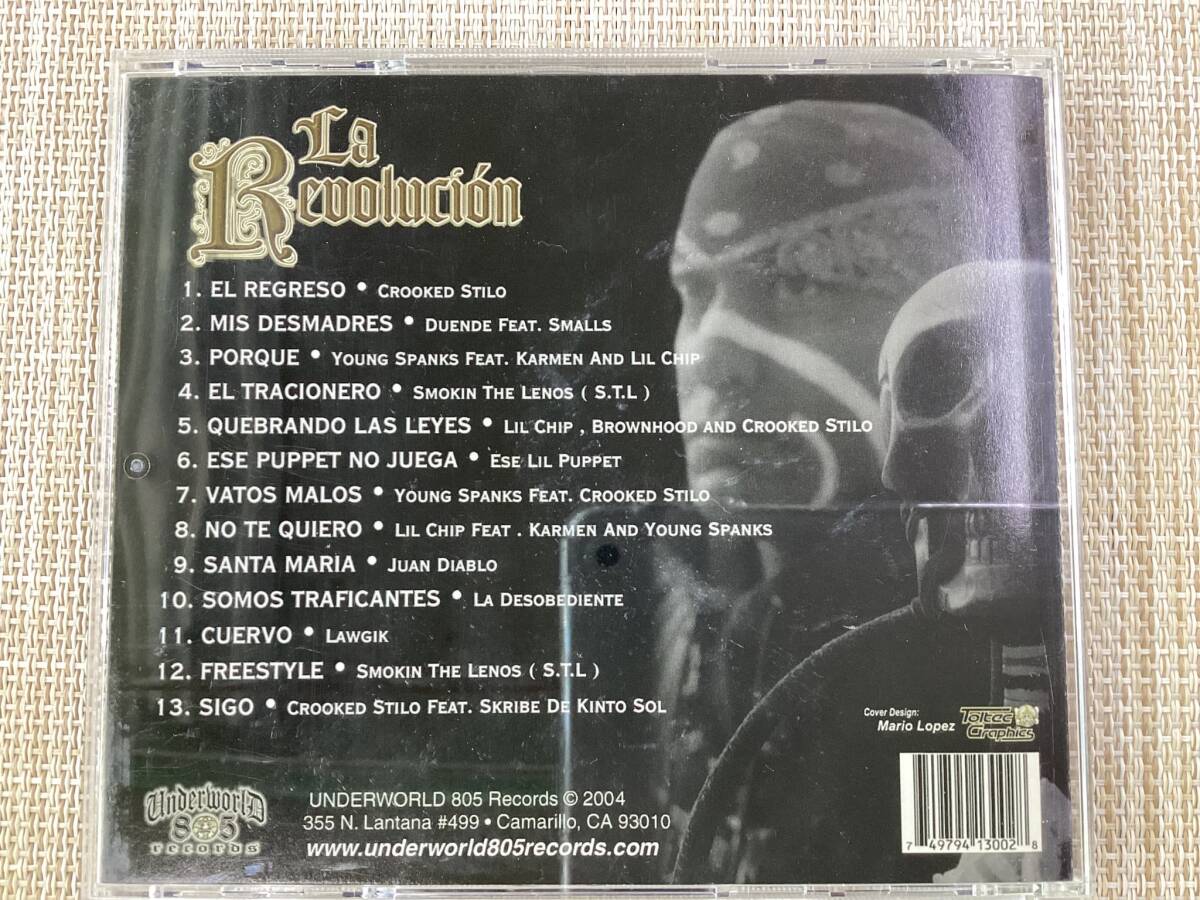 La
Revolución
1. EL REGRESO • CROOKED STILO
2. MIS DESMADRES • DUENDE FEAT. SMALLS
3. PORQUE • YOUNG SPANKS FEAT. KARMEN AND LIL CHIP
4. EL TRACIONERO • SMOKIN THE LENOS ( S.T.L )
5. QUEBRANDO LAS LEYES • LIL CHIP , BROWNHOOD AND CROOKED STILO
6. ESE PUPPET NO JUEGA • ESE LIL PUPPET
7. VATOS MALOS • YOUNG SPANKS FEAT. CROOKED STILO
8. NO TE QUIERO • LIL CHIP FEAT . KARMEN AND YOUNG SPANKS
9. SANTA MARIA • JUAN DIABLO
10. SOMOS TRAFICANTES • LA DESOBEDIENTE
11. CUERVO • LAWGIK
12. FREESTYLE • SMOKIN THE LENOS ( S.T.L )
13. SIGO • CROOKED STILO FEAT. SKRIBE DE KINTO SOL
Cover Design:
Mario Lopez
Toltec
Graphics
Underworld
805
records
UNDERWORLD 805 Records © 2004
355 N. Lantana #499 • Camarillo, CA 93010
www.underworld805records.com
7 49794 13002 8